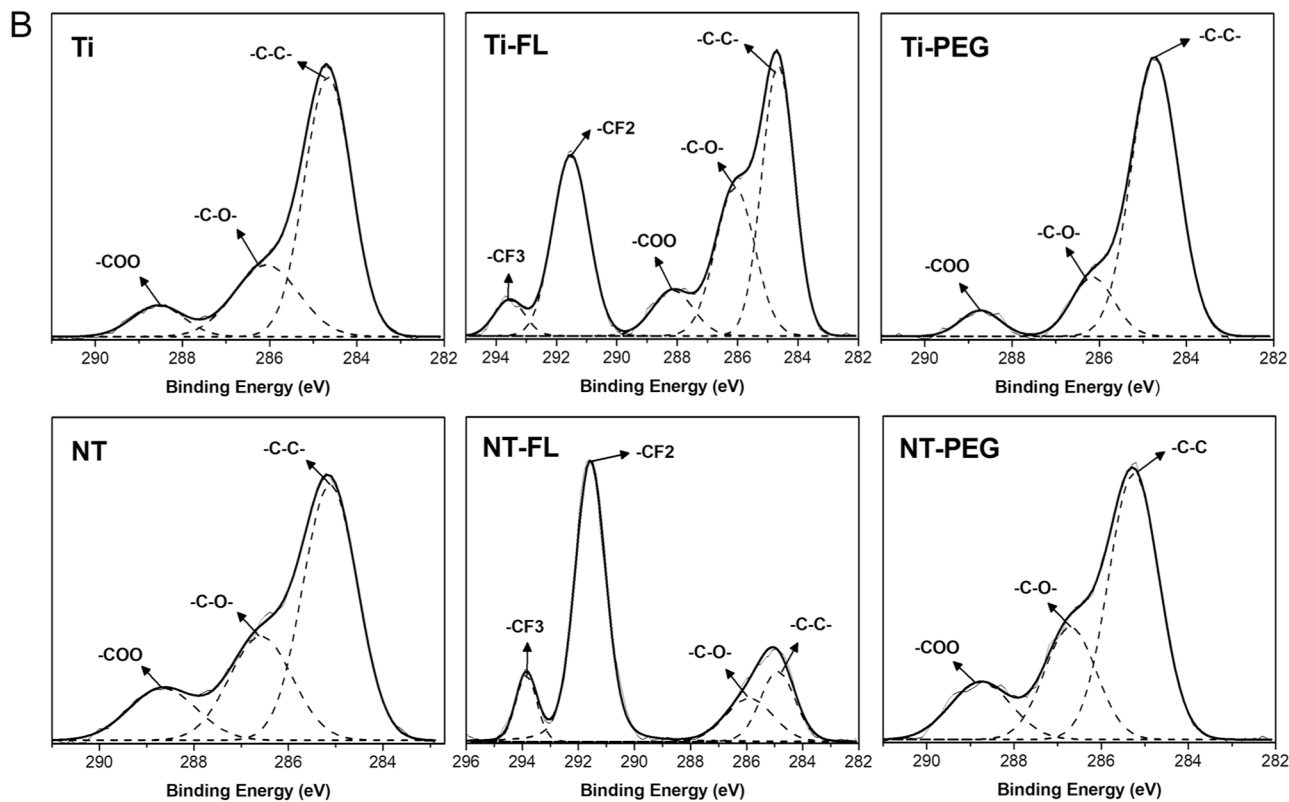 B
Ti
-C-C-
-C-O-
-COO
290 288 286 284 282
Binding Energy (eV)
Ti-FL
-C-C-
-CF2
-C-O-
-COO
-CF3
294 292 290 288 286 284 282
Binding Energy (eV)
Ti-PEG
-C-C-
-C-O-
-COO
290 288 286 284 282
Binding Energy (eV)
NT
-C-C-
-C-O-
-COO
290 288 286 284
Binding Energy (eV)
NT-FL
-CF2
-CF3
-C-O-
-C-C-
296 294 292 290 288 286 284 282
Binding Energy (eV)
NT-PEG
-C-C
-C-O-
-COO
290 288 286 284 282
Binding Energy (eV)